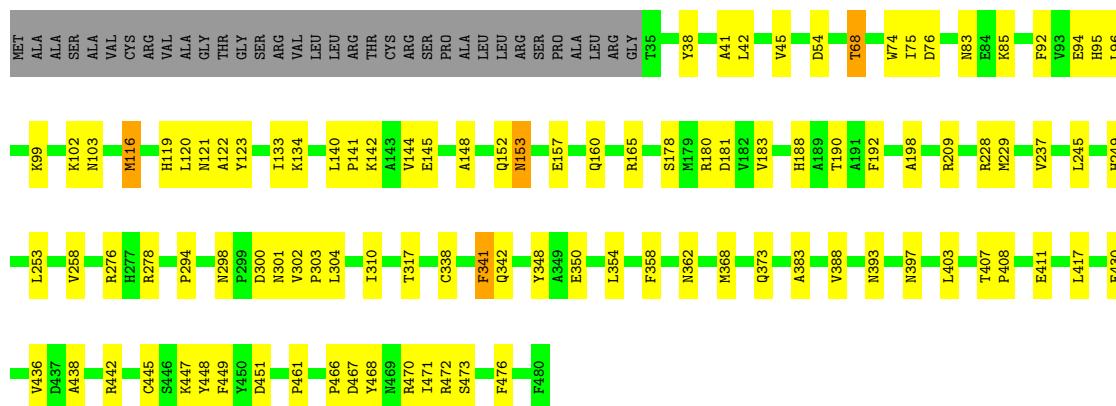 MET ALA ALA SER ALA VAL CYS ARG VAL ALA GLY THR GLY SER ARG VAL LEU LEU ARG THR CYS ARG SER PRO ALA LEU LEU ARG SER PRO ALA LEU ARG GLY T35 Y38 A41 L42 V45 D54 T68 W74 I75 D76 N83 E84 K85 F92 V93 E94 H95
K99 K102 N103 M116 H119 L120 N121 A122 Y123 I133 K134 L140 P141 K142 A143 V144 E145 A148 Q152 M153 E157 Q160 R165 S178 M179 R180 D181 V182 V183 H188 A189 T190 A191 F192 A198 R209 R228 M229 V237 L245
L253 V258 R276 H277 R278 P294 N298 P299 D300 N301 V302 P303 L304 I310 T317 C338 F341 Q342 Y348 A349 E350 L354 F358 N362 M368 Q373 A383 V388 N393 N397 L403 T407 P408 E411 L417
V436 D437 A438 R442 C445 S446 K447 Y448 F449 Y450 D451 P461 P466 D467 Y468 N469 R470 I471 R472 S473 F476 F480